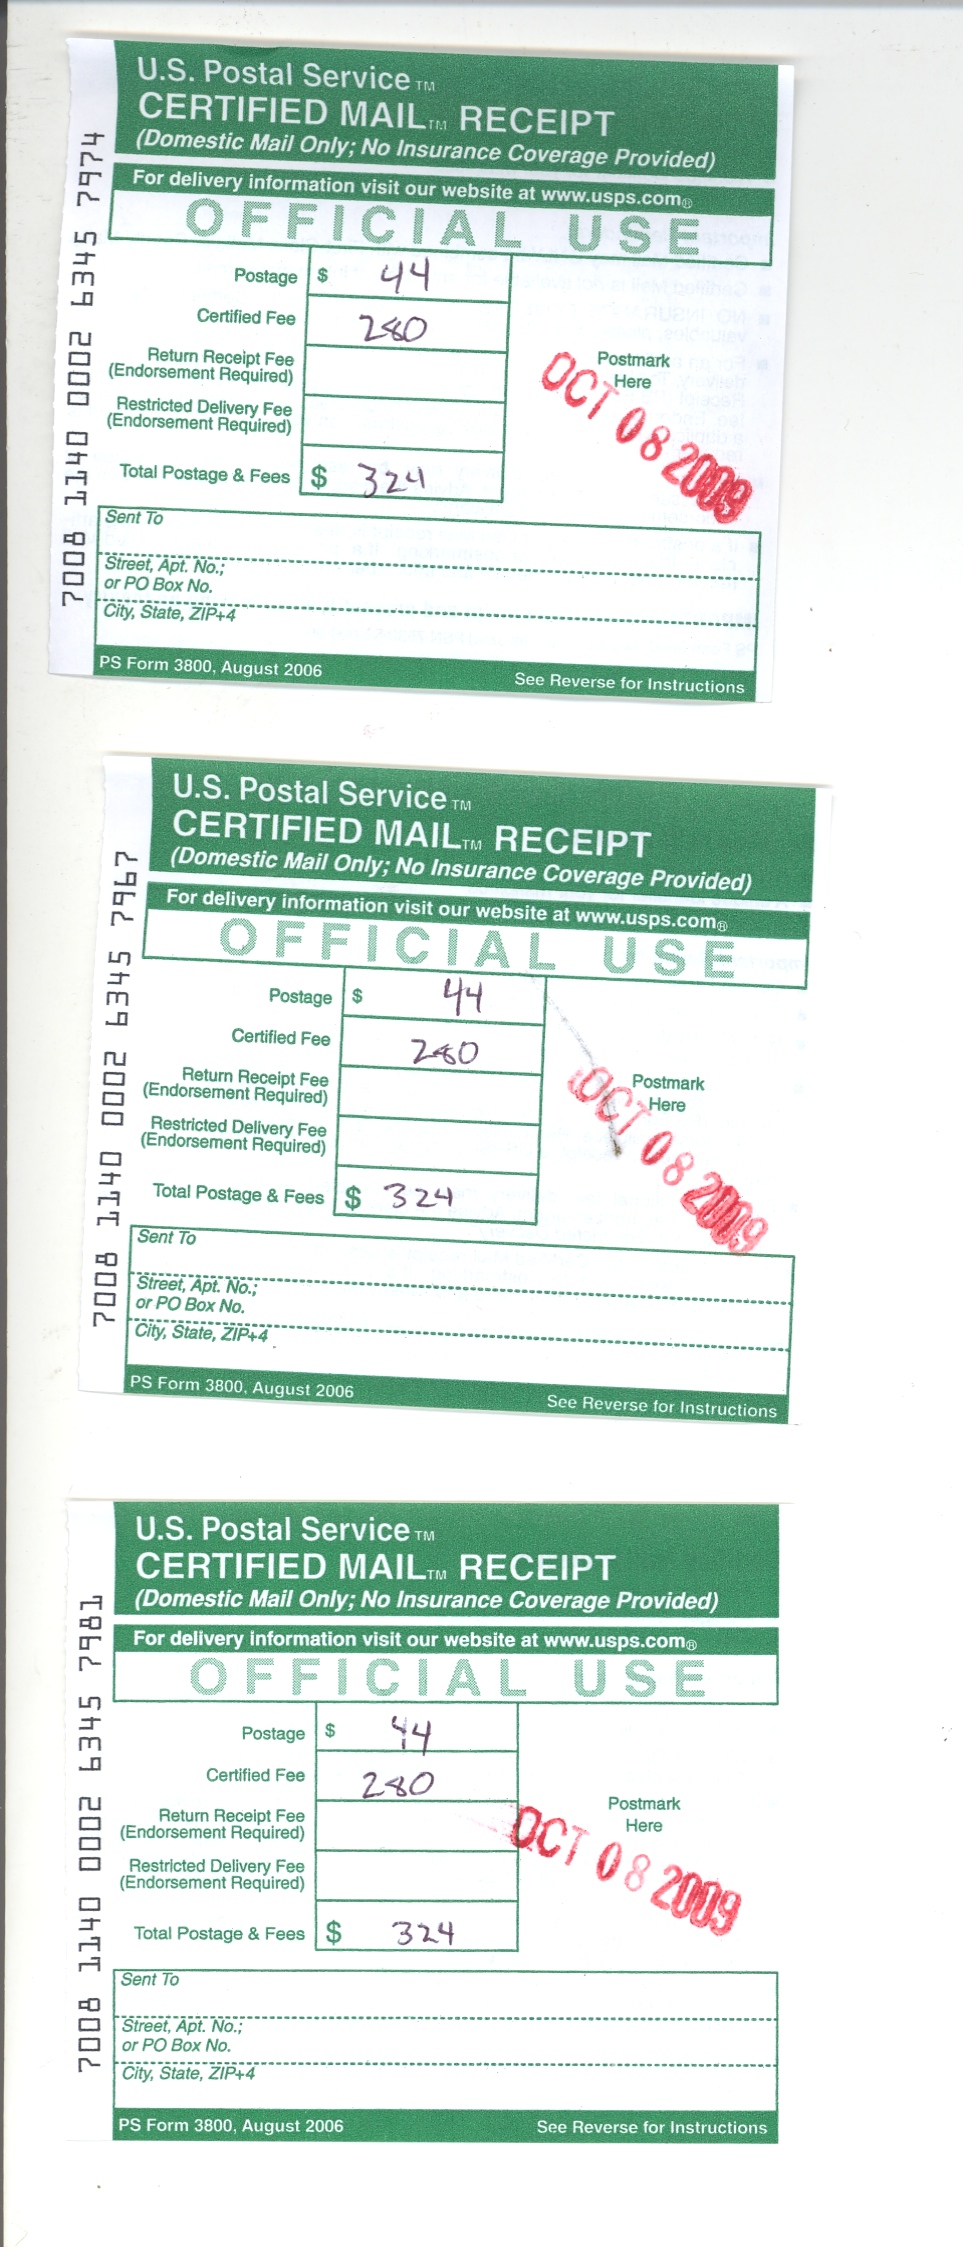 U.S. Postal Service™
CERTIFIED MAIL™ RECEIPT
(Domestic Mail Only; No Insurance Coverage Provided)
For delivery information visit our website at www.usps.com®
OFFICIAL USE
Postage $ 44
Certified Fee 280
Return Receipt Fee
(Endorsement Required)
Restricted Delivery Fee
(Endorsement Required)
Total Postage & Fees $ 324
Postmark
Here
OCT 08 2009
Sent To
Street, Apt. No.;
or PO Box No.
City, State, ZIP+4
PS Form 3800, August 2006 See Reverse for Instructions
7008 1140 0002 6345 7974
U.S. Postal Service™
CERTIFIED MAIL™ RECEIPT
(Domestic Mail Only; No Insurance Coverage Provided)
For delivery information visit our website at www.usps.com®
OFFICIAL USE
Postage $ 44
Certified Fee 280
Return Receipt Fee
(Endorsement Required)
Restricted Delivery Fee
(Endorsement Required)
Total Postage & Fees $ 324
Postmark
Here
OCT 08 2009
Sent To
Street, Apt. No.;
or PO Box No.
City, State, ZIP+4
PS Form 3800, August 2006 See Reverse for Instructions
7008 1140 0002 6345 7967
U.S. Postal Service™
CERTIFIED MAIL™ RECEIPT
(Domestic Mail Only; No Insurance Coverage Provided)
For delivery information visit our website at www.usps.com®
OFFICIAL USE
Postage $ 44
Certified Fee 280
Return Receipt Fee
(Endorsement Required)
Restricted Delivery Fee
(Endorsement Required)
Total Postage & Fees $ 324
Postmark
Here
OCT 08 2009
Sent To
Street, Apt. No.;
or PO Box No.
City, State, ZIP+4
PS Form 3800, August 2006 See Reverse for Instructions
7008 1140 0002 6345 7981